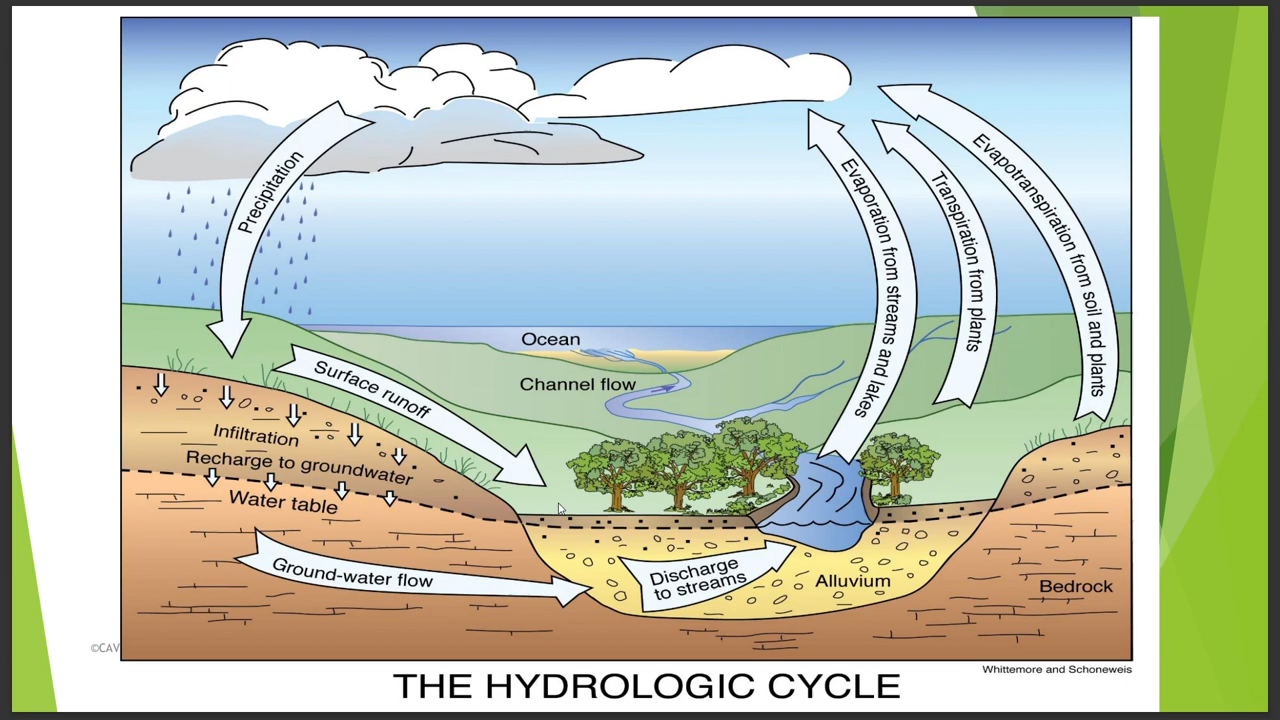 Precipitation
Evaporation from streams and lakes
Transpiration from plants
Evapotranspiration from soil and plants
Ocean
Channel flow
Surface runoff
Infiltration
Recharge to groundwater
Water table
Ground-water flow
Discharge
to streams
Alluvium
Bedrock
©CAV
Whittemore and Schoneweis
THE HYDROLOGIC CYCLE